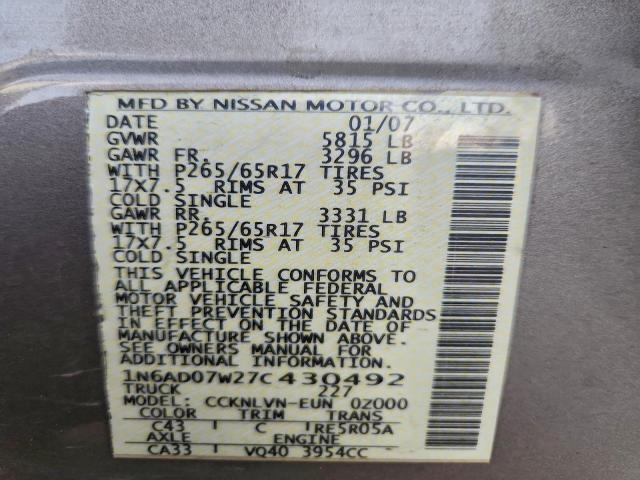 MFD BY NISSAN MOTOR CO., LTD.
DATE 01/07
GVWR 5815 LB
GAWR FR. 3296 LB
WITH P265/65R17 TIRES
17X7.5 RIMS AT 35 PSI
COLD SINGLE
GAWR RR. 3331 LB
WITH P265/65R17 TIRES
17X7.5 RIMS AT 35 PSI
COLD SINGLE
THIS VEHICLE CONFORMS TO
ALL APPLICABLE FEDERAL
MOTOR VEHICLE SAFETY AND
THEFT PREVENTION STANDARDS
IN EFFECT ON THE DATE OF
MANUFACTURE SHOWN ABOVE.
SEE OWNERS MANUAL FOR
ADDITIONAL INFORMATION.
1N6AD07W27C430492
TRUCK 227
MODEL: CCKNLVN-EUN 0Z000
COLOR TRIM TRANS
C43 C RE5R05A
AXLE ENGINE
CA33 VQ40 3954CC